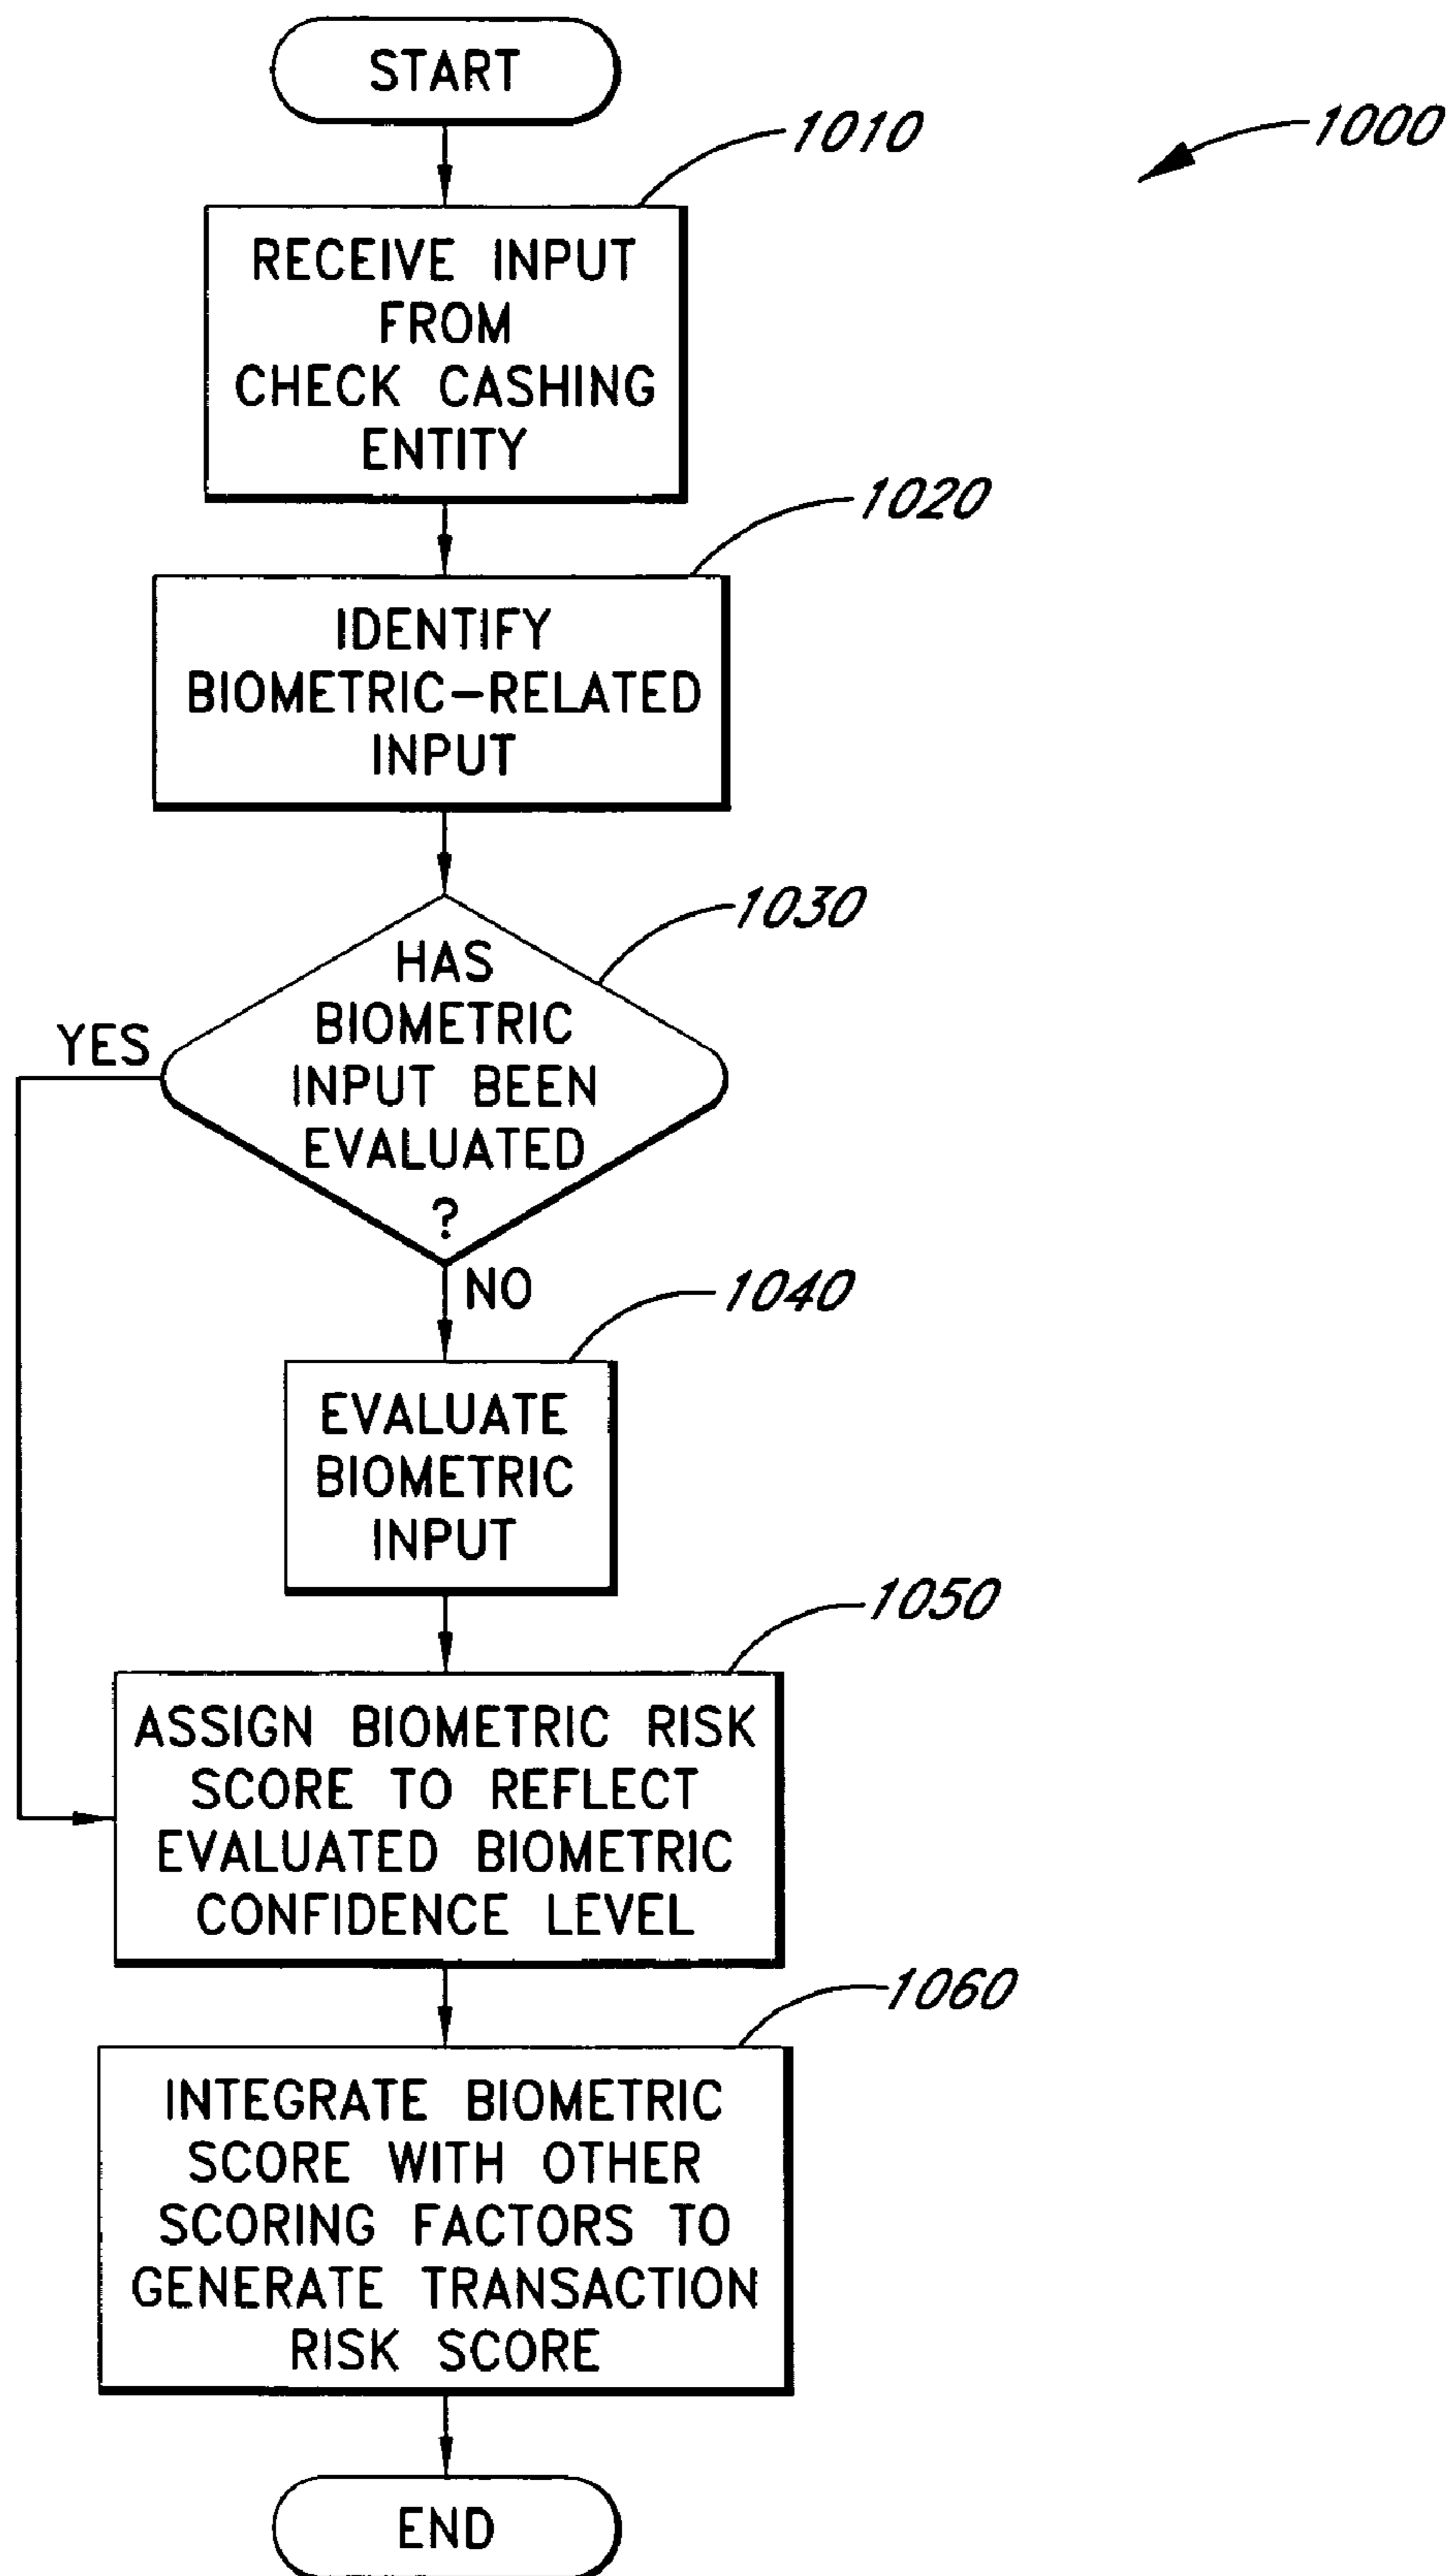 START
1010
1000
RECEIVE INPUT
FROM
CHECK CASHING
ENTITY
1020
IDENTIFY
BIOMETRIC-RELATED
INPUT
1030
HAS
BIOMETRIC
INPUT BEEN
EVALUATED
?
YES
NO
1040
EVALUATE
BIOMETRIC
INPUT
1050
ASSIGN BIOMETRIC RISK
SCORE TO REFLECT
EVALUATED BIOMETRIC
CONFIDENCE LEVEL
1060
INTEGRATE BIOMETRIC
SCORE WITH OTHER
SCORING FACTORS TO
GENERATE TRANSACTION
RISK SCORE
END